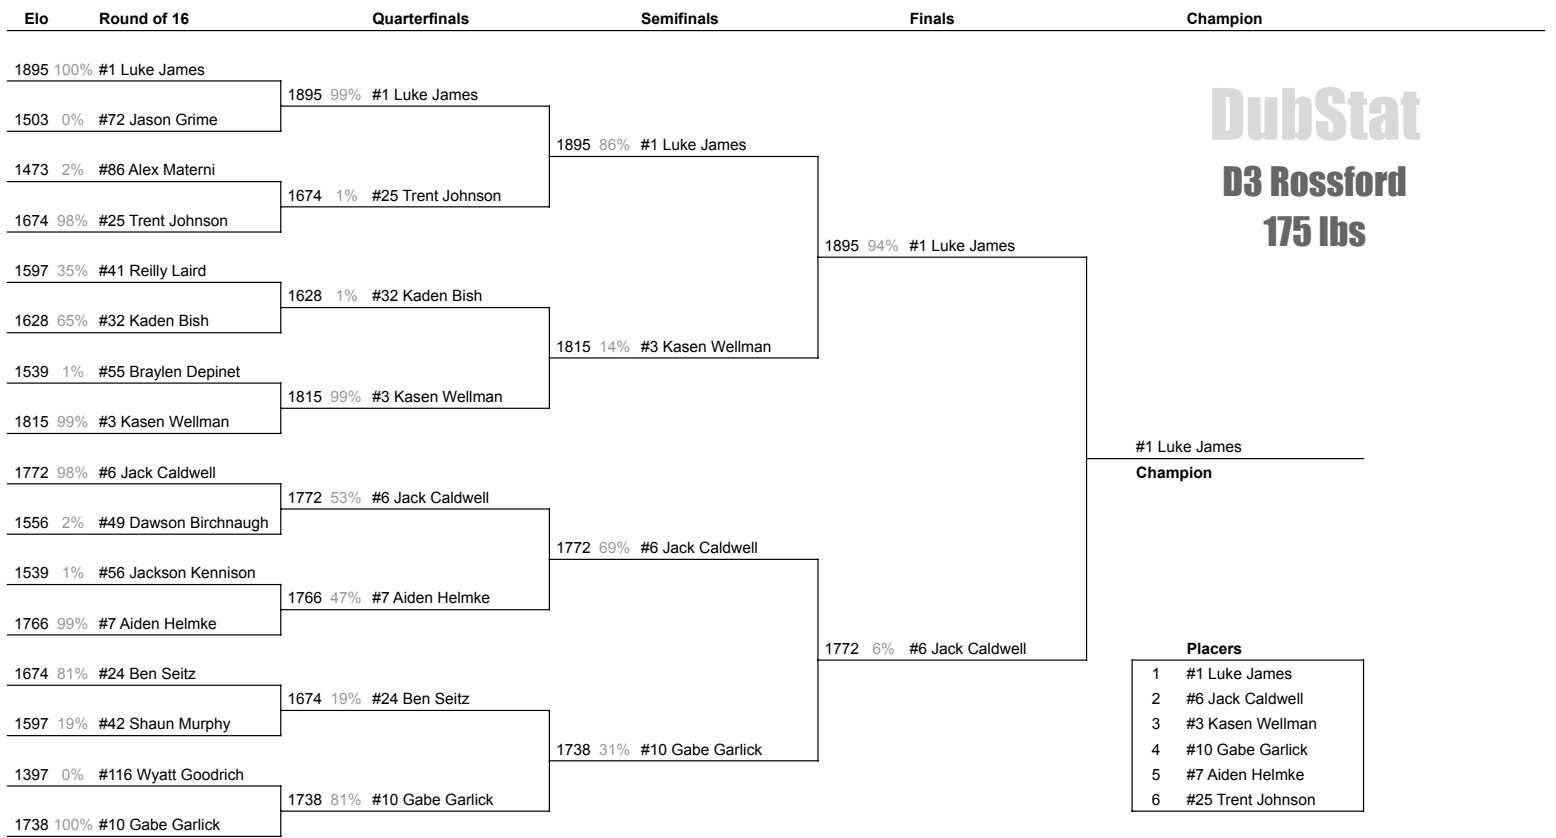 Elo Round of 16 Quarterfinals Semifinals Finals Champion
1895 100% #1 Luke James
1895 99% #1 Luke James
1503 0% #72 Jason Grime
1895 86% #1 Luke James
1473 2% #86 Alex Materni
1674 1% #25 Trent Johnson
1674 98% #25 Trent Johnson
1895 94% #1 Luke James
1597 35% #41 Reilly Laird
1628 1% #32 Kaden Bish
1628 65% #32 Kaden Bish
1815 14% #3 Kasen Wellman
1539 1% #55 Braylen Depinet
1815 99% #3 Kasen Wellman
1815 99% #3 Kasen Wellman
#1 Luke James
Champion
1772 98% #6 Jack Caldwell
1772 53% #6 Jack Caldwell
1556 2% #49 Dawson Birchnaugh
1772 69% #6 Jack Caldwell
1539 1% #56 Jackson Kennison
1766 47% #7 Aiden Helmke
1766 99% #7 Aiden Helmke
1772 6% #6 Jack Caldwell
1674 81% #24 Ben Seitz
1674 19% #24 Ben Seitz
1597 19% #42 Shaun Murphy
1738 31% #10 Gabe Garlick
1397 0% #116 Wyatt Goodrich
1738 81% #10 Gabe Garlick
1738 100% #10 Gabe Garlick
DubStat
D3 Rossford
175 lbs
Placers
1 #1 Luke James
2 #6 Jack Caldwell
3 #3 Kasen Wellman
4 #10 Gabe Garlick
5 #7 Aiden Helmke
6 #25 Trent Johnson